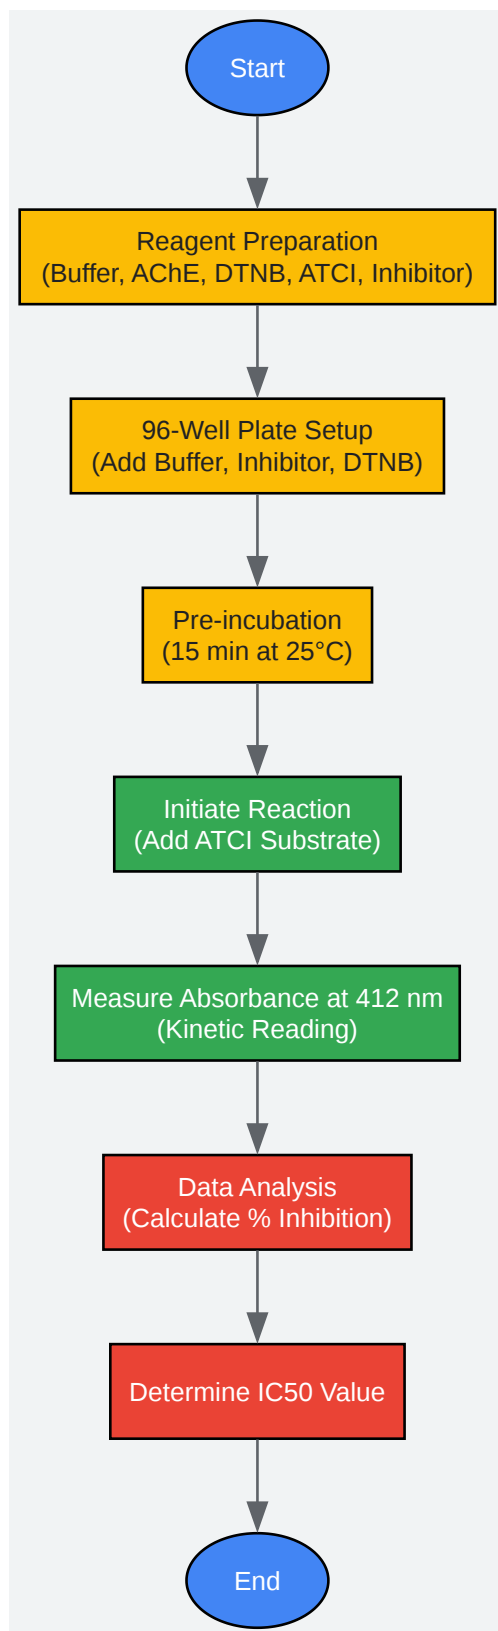 Start
Reagent Preparation
(Buffer, AChE, DTNB, ATCI, Inhibitor)
96-Well Plate Setup
(Add Buffer, Inhibitor, DTNB)
Pre-incubation
(15 min at 25°C)
Initiate Reaction
(Add ATCI Substrate)
Measure Absorbance at 412 nm
(Kinetic Reading)
Data Analysis
(Calculate % Inhibition)
Determine IC50 Value
End